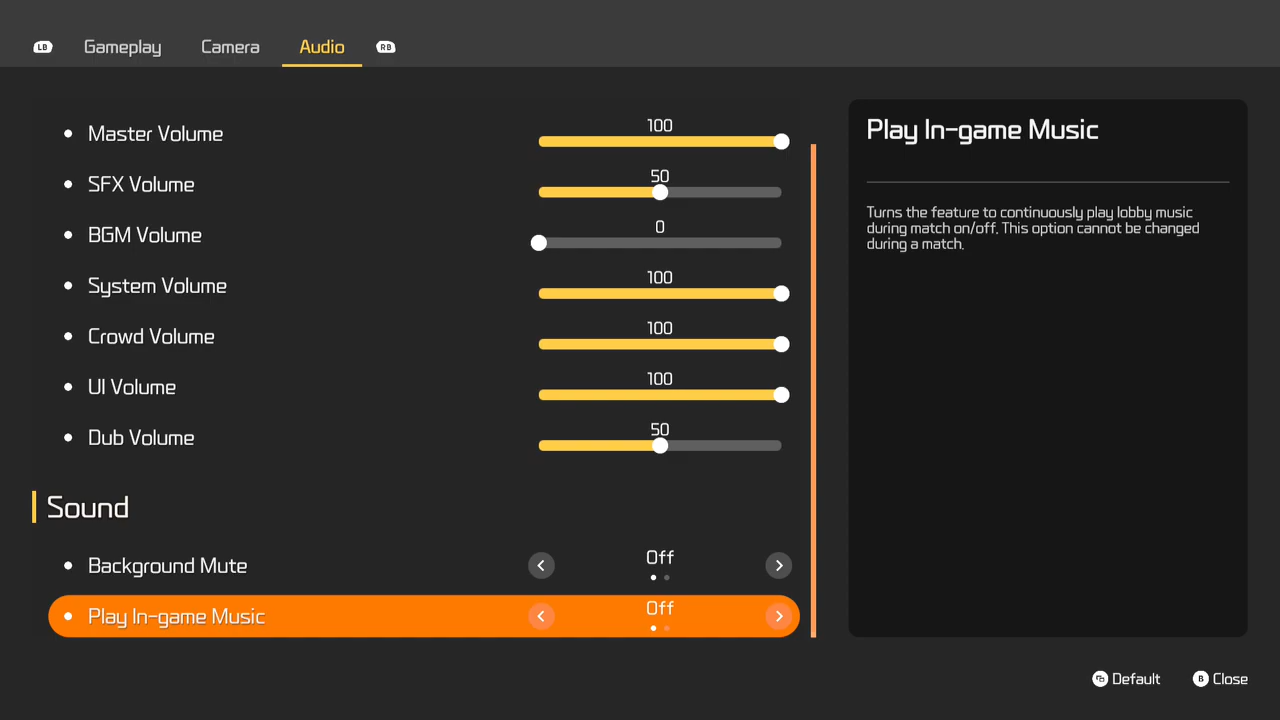 LB Gameplay Camera Audio RB
Master Volume 100
SFX Volume 50
BGM Volume 0
System Volume 100
Crowd Volume 100
UI Volume 100
Dub Volume 50
Sound
Background Mute Off
Play In-game Music Off
Play In-game Music
Turns the feature to continuously play lobby music
during match on/off. This option cannot be changed
during a match.
Default B Close